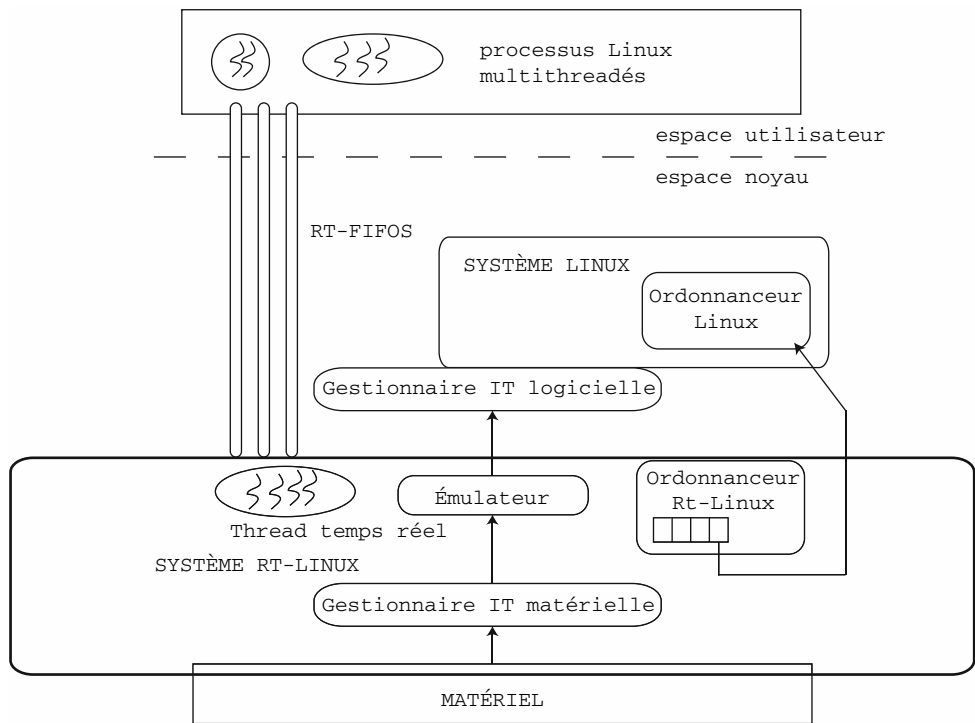 processus Linux
multithreadés
espace utilisateur
espace noyau
RT-FIFOS
SYSTÈME LINUX
Ordonnanceur
Linux
Gestionnaire IT logicielle
Émulateur
Ordonnanceur
Rt-Linux
Thread temps réel
SYSTÈME RT-LINUX
Gestionnaire IT matérielle
MATÉRIEL